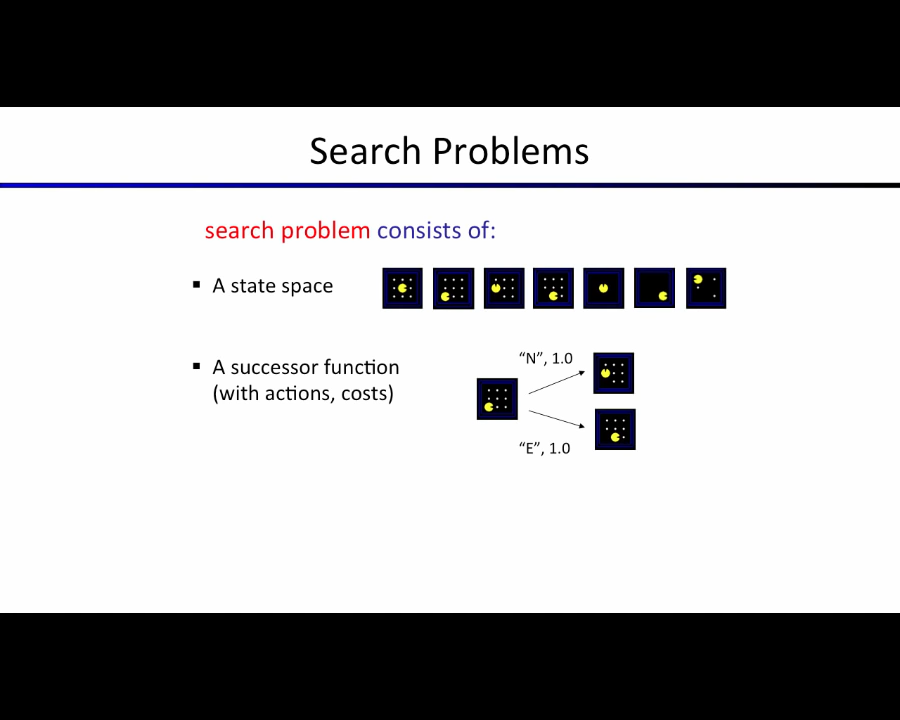 Search Problems
search problem consists of:
▪ A state space
▪ A successor function
(with actions, costs)
“N”, 1.0
“E”, 1.0